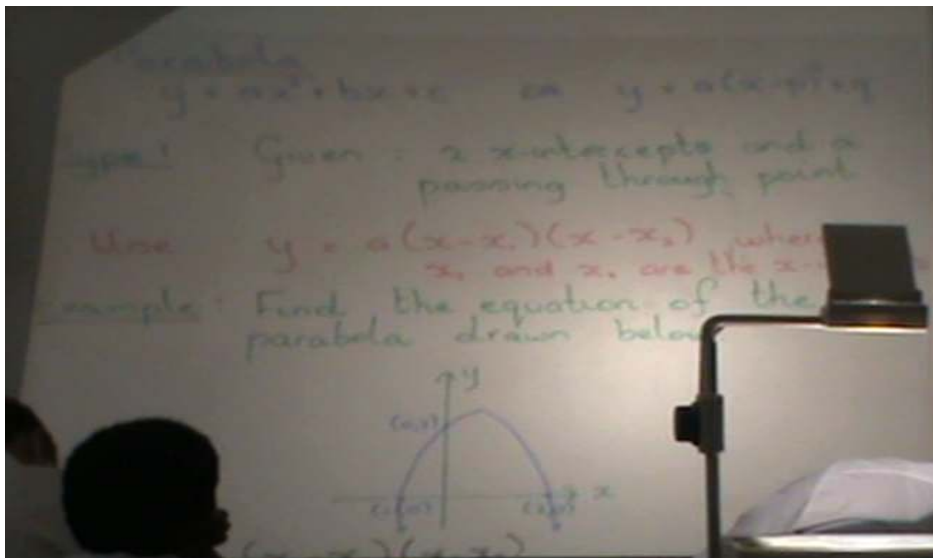 Parabola
y = ax² + bx + c or y = a(x-p)² + q
Type 1 Given : 2 x-intercepts and a
passing through point
Use y = a(x-x₁)(x-x₂) where
x₁ and x₂ are the
Example : Find the equation of the
parabola drawn below
y
x